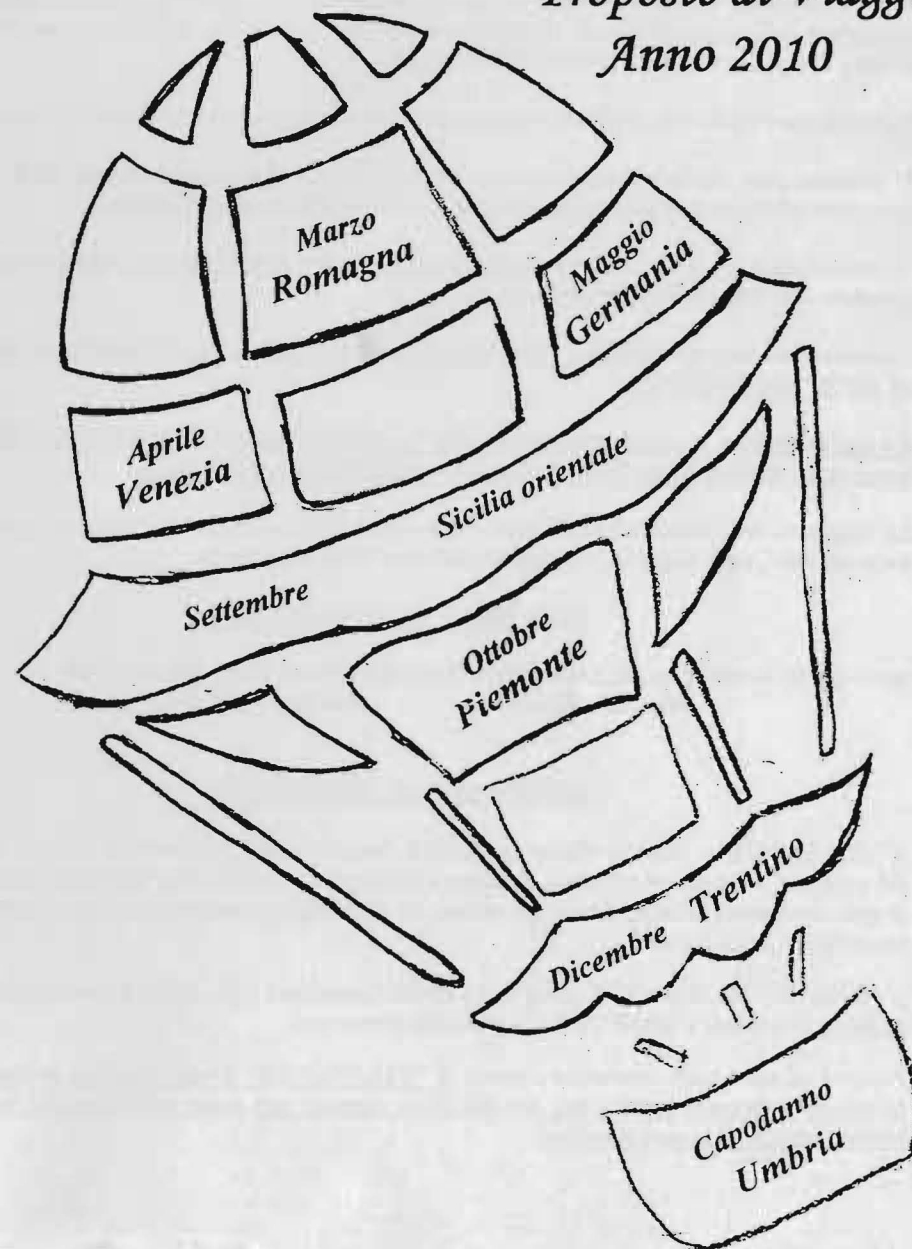 Anno 2010
Marzo
Romagna
Maggio
Germania
Aprile
Venezia
Settembre Sicilia orientale
Ottobre
Piemonte
Dicembre Trentino
Capodanno
Umbria